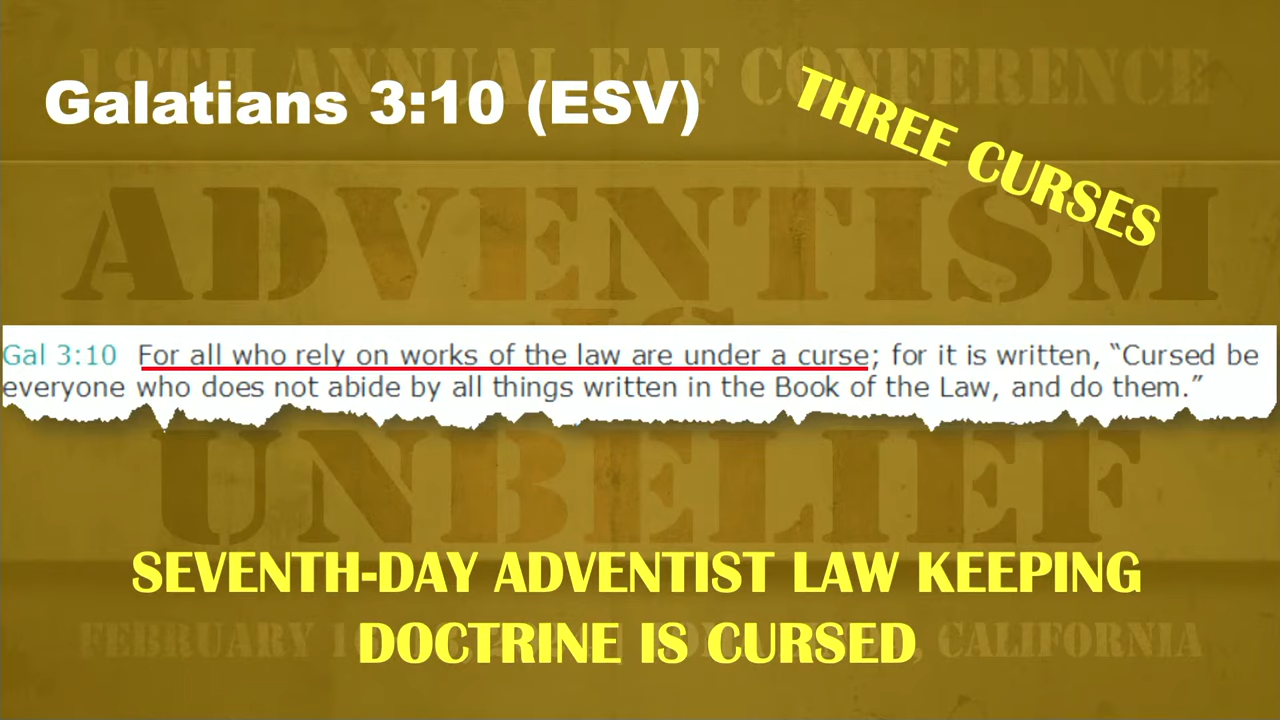 19TH ANNUAL FAF CONFERENCE
Galatians 3:10 (ESV)
THREE CURSES
ADVENTISM
IS
Gal 3:10 For all who rely on works of the law are under a curse; for it is written, “Cursed be
everyone who does not abide by all things written in the Book of the Law, and do them.”
UNBELIEF
SEVENTH-DAY ADVENTIST LAW KEEPING
DOCTRINE IS CURSED
FEBRUARY CALIFORNIA